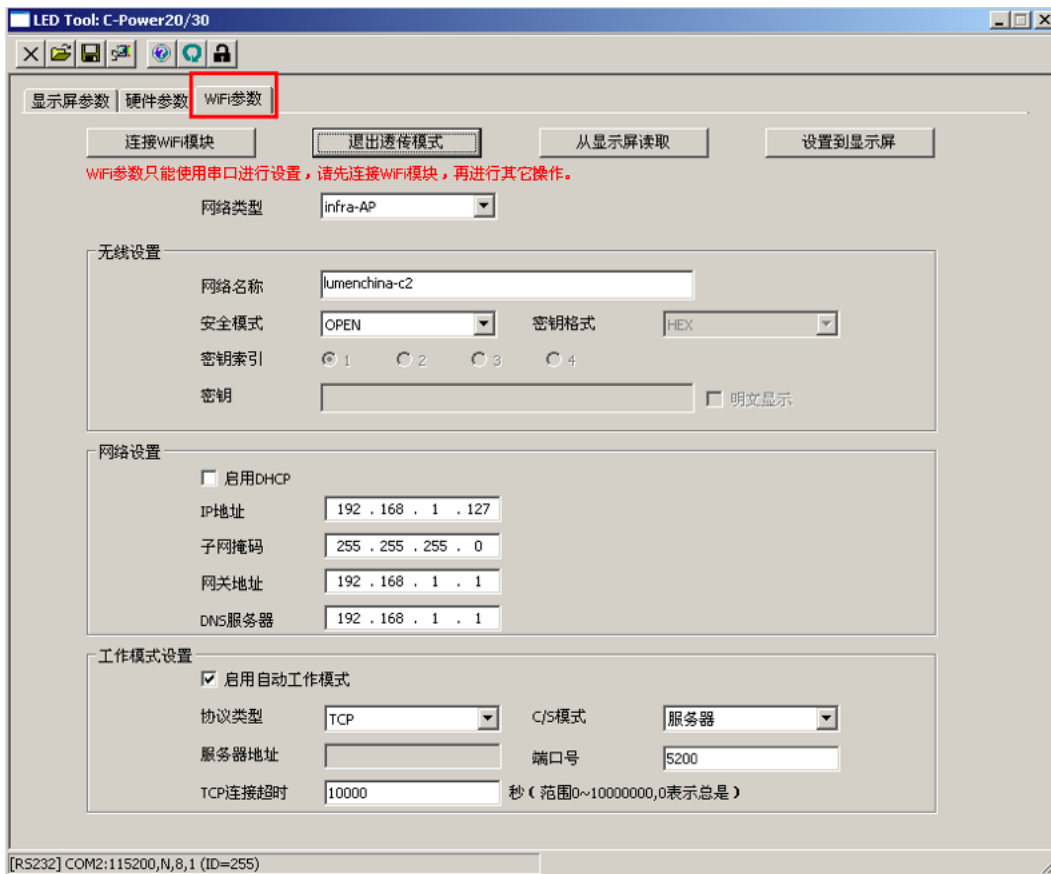 LED Tool: C-Power20/30
显示屏参数 硬件参数 WiFi参数
连接WiFi模块 退出透传模式 从显示屏读取 设置到显示屏
WiFi参数只能使用串口进行设置，请先连接WiFi模块，再进行其它操作。
网络类型 infra-AP
无线设置
网络名称 lumenchina-c2
安全模式 OPEN 密钥格式 HEX
密钥索引 1 2 3 4
密钥 明文显示
网络设置
启用DHCP
IP地址 192 . 168 . 1 . 127
子网掩码 255 . 255 . 255 . 0
网关地址 192 . 168 . 1 . 1
DNS服务器 192 . 168 . 1 . 1
工作模式设置
启用自动工作模式
协议类型 TCP C/S模式 服务器
服务器地址 端口号 5200
TCP连接超时 10000 秒（范围0~10000000,0表示总是）
[RS232] COM2:115200,N,8,1 (ID=255)